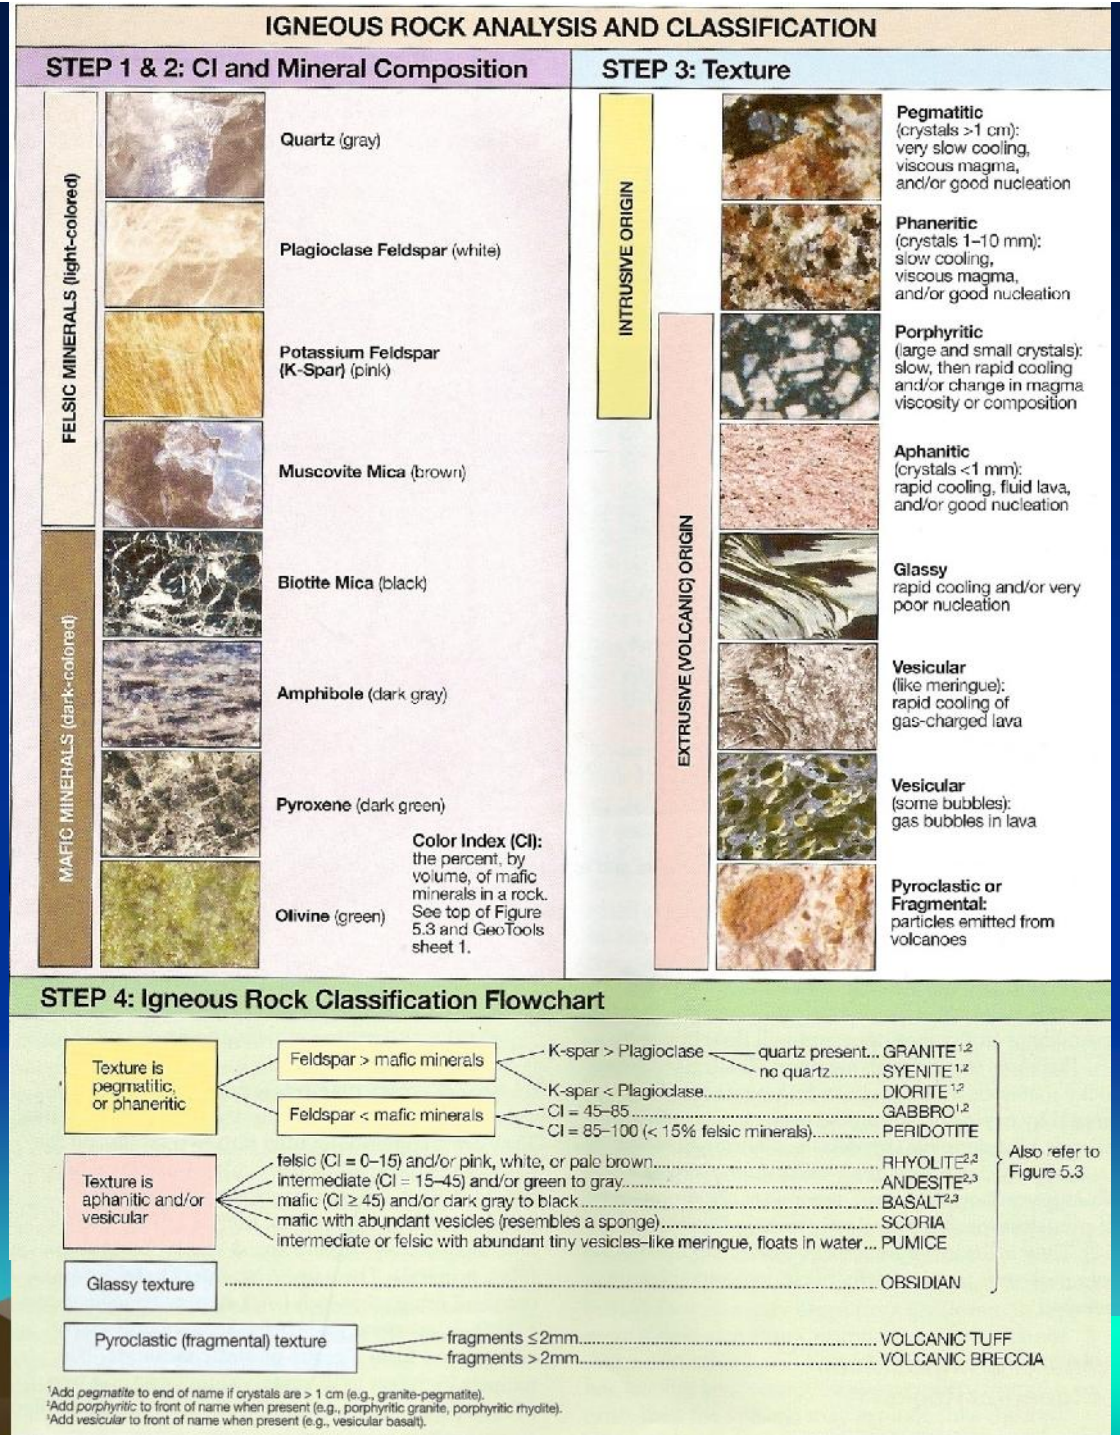 IGNEOUS ROCK ANALYSIS AND CLASSIFICATION
STEP 1 & 2: CI and Mineral Composition
FELSIC MINERALS (light-colored)
Quartz (gray)
Plagioclase Feldspar (white)
Potassium Feldspar
(K-Spar) (pink)
Muscovite Mica (brown)
MAFIC MINERALS (dark-colored)
Biotite Mica (black)
Amphibole (dark gray)
Pyroxene (dark green)
Olivine (green)
Color Index (CI):
the percent, by
volume, of mafic
minerals in a rock.
See top of Figure
5.3 and GeoTools
sheet 1.
STEP 3: Texture
INTRUSIVE ORIGIN
EXTRUSIVE (VOLCANIC) ORIGIN
Pegmatitic
(crystals >1 cm):
very slow cooling,
viscous magma,
and/or good nucleation
Phaneritic
(crystals 1–10 mm):
slow cooling,
viscous magma,
and/or good nucleation
Porphyritic
(large and small crystals):
slow, then rapid cooling
and/or change in magma
viscosity or composition
Aphanitic
(crystals <1 mm):
rapid cooling, fluid lava,
and/or good nucleation
Glassy
rapid cooling and/or very
poor nucleation
Vesicular
(like meringue):
rapid cooling of
gas-charged lava
Vesicular
(some bubbles):
gas bubbles in lava
Pyroclastic or
Fragmental:
particles emitted from
volcanoes
STEP 4: Igneous Rock Classification Flowchart
Texture is
pegmatitic,
or phaneritic
Feldspar > mafic minerals
K-spar > Plagioclase
quartz present... GRANITE¹,²
no quartz........... SYENITE¹,²
K-spar < Plagioclase........................ DIORITE¹,²
Feldspar < mafic minerals
CI = 45–85........................ GABBRO¹,²
CI = 85–100 (< 15% felsic minerals)............. PERIDOTITE
Texture is
aphanitic and/or
vesicular
felsic (CI = 0–15) and/or pink, white, or pale brown........................ RHYOLITE²,³
intermediate (CI = 15–45) and/or green to gray........................ ANDESITE²,³
mafic (CI ≥ 45) and/or dark gray to black........................ BASALT²,³
mafic with abundant vesicles (resembles a sponge)........................ SCORIA
intermediate or felsic with abundant tiny vesicles–like meringue, floats in water... PUMICE
Also refer to
Figure 5.3
Glassy texture ........................ OBSIDIAN
Pyroclastic (fragmental) texture
fragments ≤2mm........................ VOLCANIC TUFF
fragments >2mm........................ VOLCANIC BRECCIA
¹Add pegmatite to end of name if crystals are > 1 cm (e.g., granite-pegmatite).
²Add porphyritic to front of name when present (e.g., porphyritic granite, porphyritic rhyolite).
³Add vesicular to front of name when present (e.g., vesicular basalt).